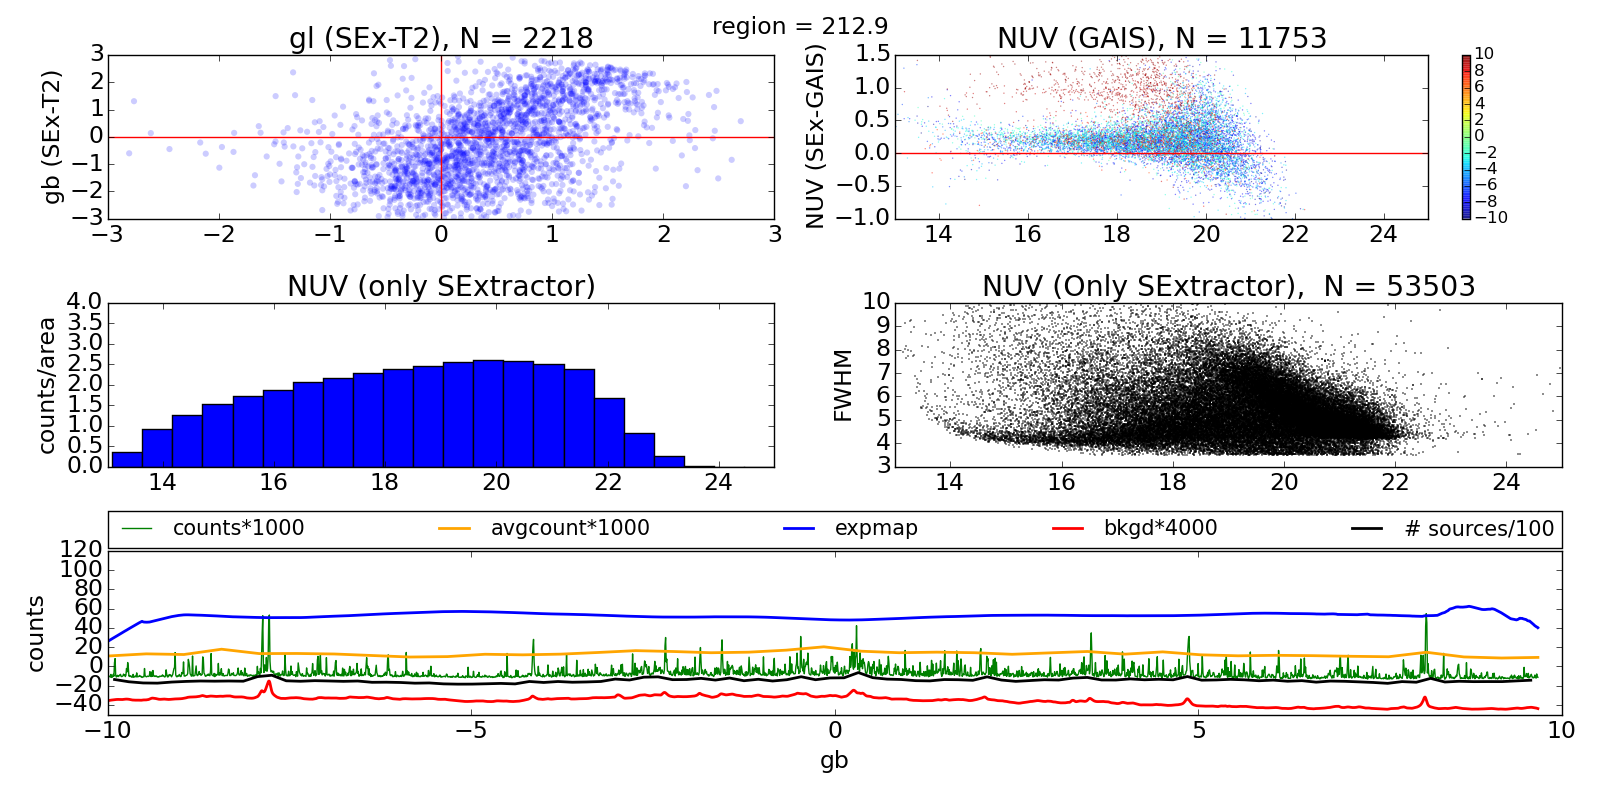 region = 212.9
gl (SEx-T2), N = 2218
gb (SEx-T2)
3
2
1
0
−1
−2
−3
−3 −2 −1 0 1 2 3
NUV (GAIS), N = 11753
NUV (SEx-GAIS)
1.5
1.0
0.5
0.0
−0.5
−1.0
14 16 18 20 22 24
10
8
6
4
2
0
−2
−4
−6
−8
−10
NUV (only SExtractor)
counts/area
4.0
3.5
3.0
2.5
2.0
1.5
1.0
0.5
0.0
14 16 18 20 22 24
NUV (Only SExtractor), N = 53503
FWHM
10
9
8
7
6
5
4
3
14 16 18 20 22 24
counts*1000 avgcount*1000 expmap bkgd*4000 # sources/100
counts
120
100
80
60
40
20
0
−20
−40
−10 −5 0 5 10
gb